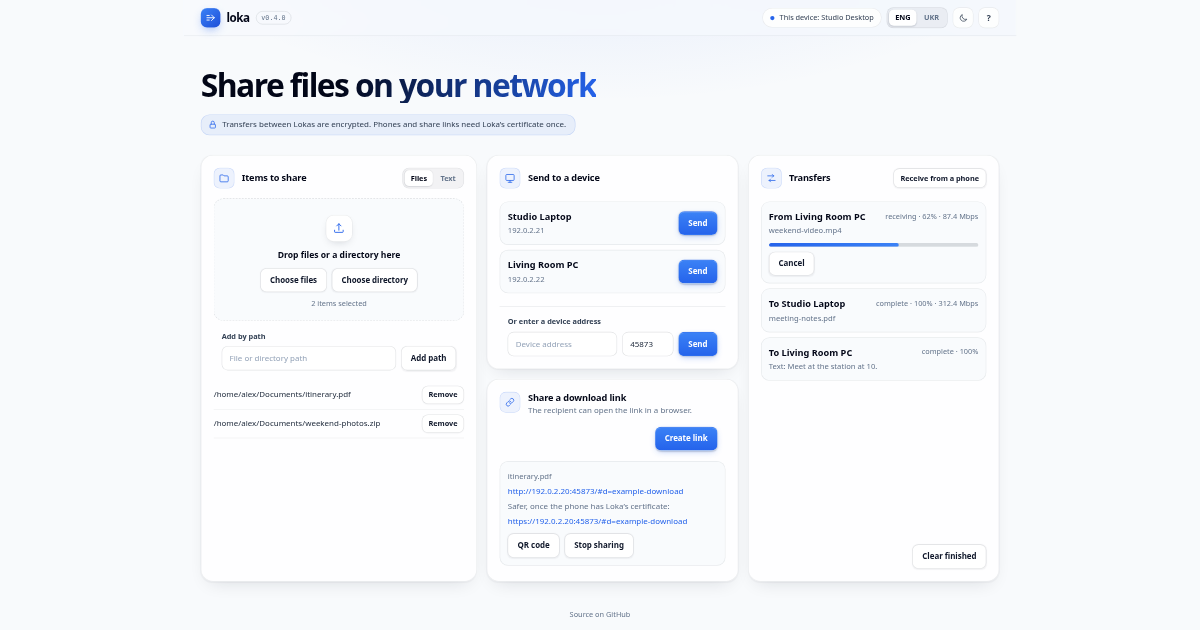 loka v0.4.0
This device: Studio Desktop
ENG UKR ?
Share files on your network
Transfers between Lokas are encrypted. Phones and share links need Loka's certificate once.
Items to share
Files Text
Drop files or a directory here
Choose files Choose directory
2 items selected
Add by path
File or directory path Add path
/home/alex/Documents/itinerary.pdf Remove
/home/alex/Documents/weekend-photos.zip Remove
Send to a device
Studio Laptop
192.0.2.21
Send
Living Room PC
192.0.2.22
Send
Or enter a device address
Device address 45873 Send
Share a download link
The recipient can open the link in a browser.
Create link
itinerary.pdf
http://192.0.2.20:45873/#d=example-download
Safer, once the phone has Loka's certificate:
https://192.0.2.20:45873/#d=example-download
QR code Stop sharing
Transfers
Receive from a phone
From Living Room PC receiving · 62% · 87.4 Mbps
weekend-video.mp4
Cancel
To Studio Laptop complete · 100% · 312.4 Mbps
meeting-notes.pdf
To Living Room PC complete · 100%
Text: Meet at the station at 10.
Clear finished
Source on GitHub